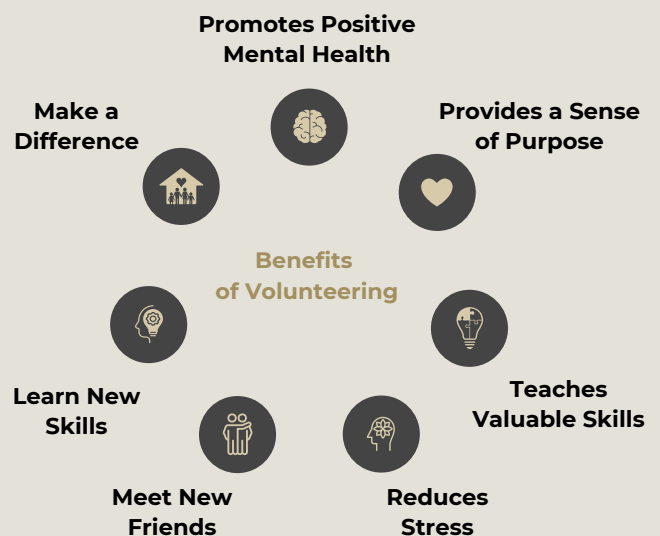 Promotes Positive
Mental Health
Make a
Difference
Provides a Sense
of Purpose
Benefits
of Volunteering
Learn New
Skills
Teaches
Valuable Skills
Meet New
Friends
Reduces
Stress